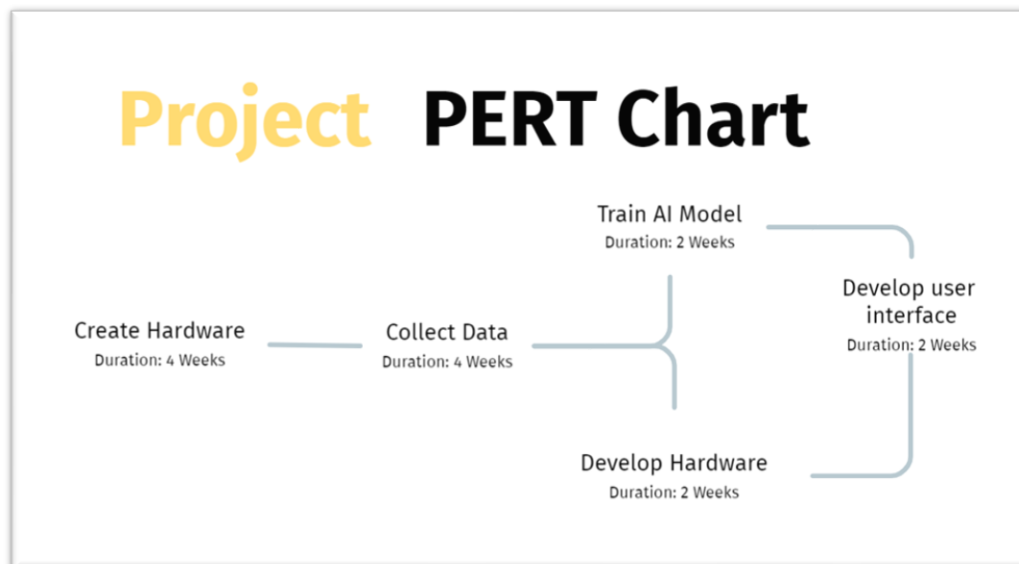 Project PERT Chart
Train AI Model
Duration: 2 Weeks
Create Hardware
Duration: 4 Weeks
Collect Data
Duration: 4 Weeks
Develop user
interface
Duration: 2 Weeks
Develop Hardware
Duration: 2 Weeks